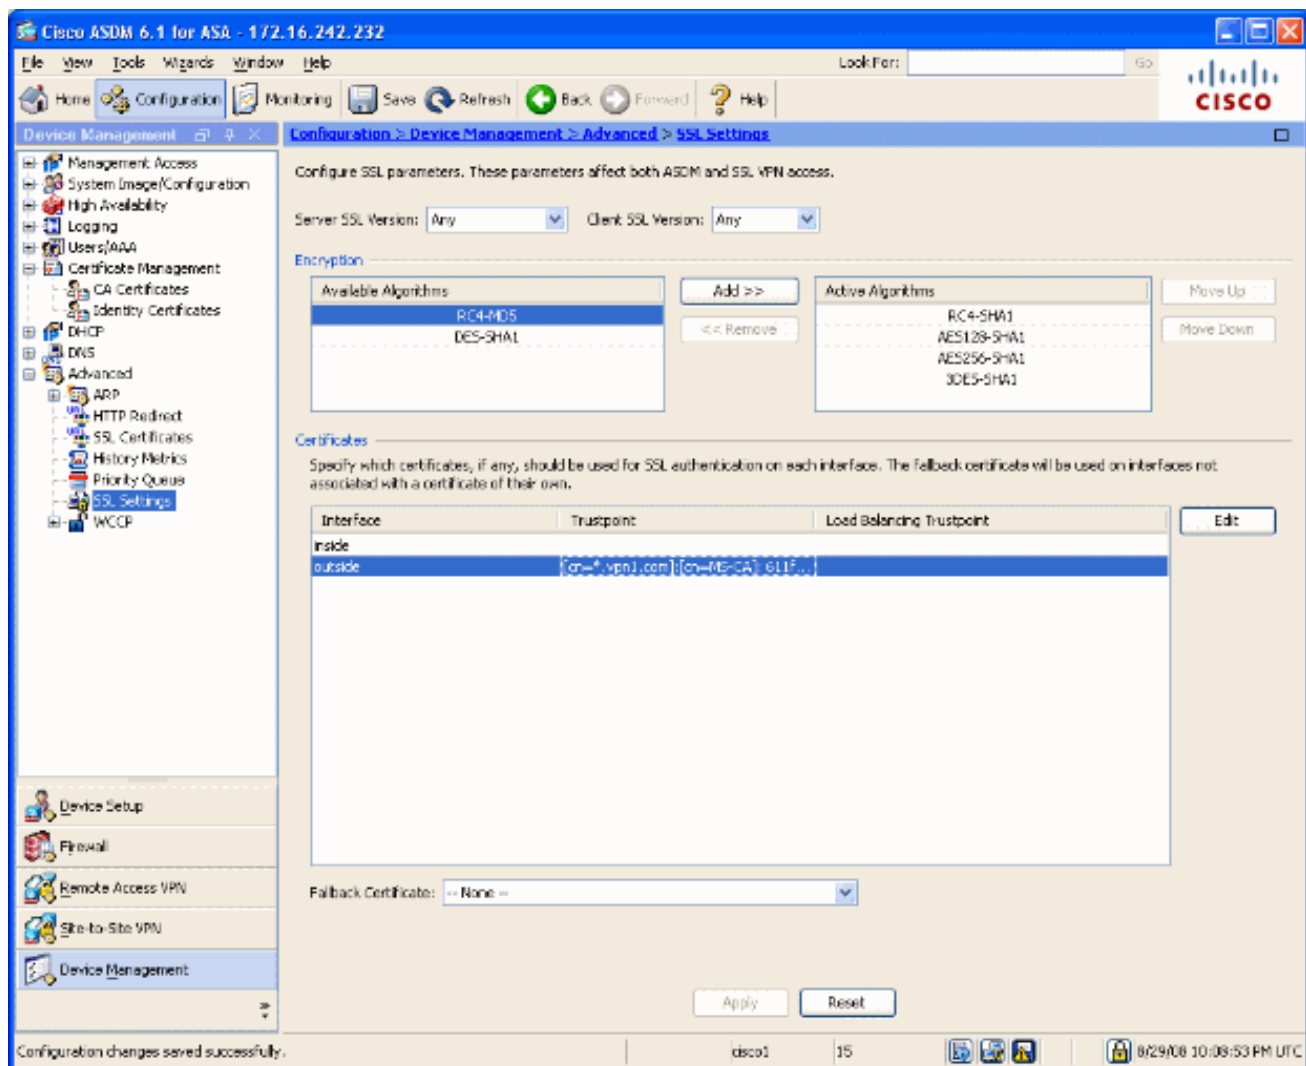 Cisco ASDM 6.1 for ASA - 172.16.242.232
File View Tools Wizards Window Help
Look For:
Go
Home Configuration Monitoring Save Refresh Back Forward Help
CISCO
Device Management
Configuration > Device Management > Advanced > SSL Settings
Management Access
System Image/Configuration
High Availability
Logging
Users/AAA
Certificate Management
CA Certificates
Identity Certificates
DHCP
DNS
Advanced
ARP
HTTP Redirect
SSL Certificates
History Metrics
Priority Queue
SSL Settings
WCCP
Device Setup
Firewall
Remote Access VPN
Site-to-Site VPN
Device Management
Configure SSL parameters. These parameters affect both ASDM and SSL VPN access.
Server SSL Version: Any Client SSL Version: Any
Encryption
Available Algorithms
RC4-MD5
DES-SHA1
Add >>
<< Remove
Active Algorithms
RC4-SHA1
AES128-SHA1
AES256-SHA1
3DES-SHA1
Move Up
Move Down
Certificates
Specify which certificates, if any, should be used for SSL authentication on each interface. The fallback certificate will be used on interfaces not
associated with a certificate of their own.
Interface Trustpoint Load Balancing Trustpoint
inside
outside [cn=*.vpn1.com]:[cn=MS-CA]: 611f...
Edit
Fallback Certificate: -- None --
Apply Reset
Configuration changes saved successfully. cisco1 15 8/29/08 10:08:53 PM UTC